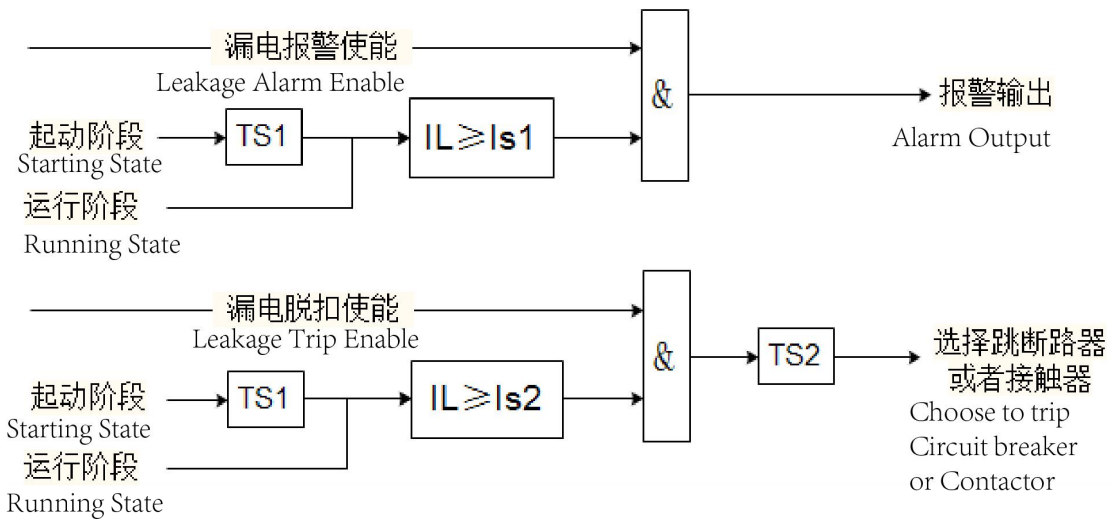 漏电报警使能
Leakage Alarm Enable
&
报警输出
Alarm Output
起动阶段
Starting State
TS1
IL≥Is1
运行阶段
Running State
漏电脱扣使能
Leakage Trip Enable
&
TS2
选择跳断路器
或者接触器
Choose to trip
Circuit breaker
or Contactor
起动阶段
Starting State
TS1
IL≥Is2
运行阶段
Running State